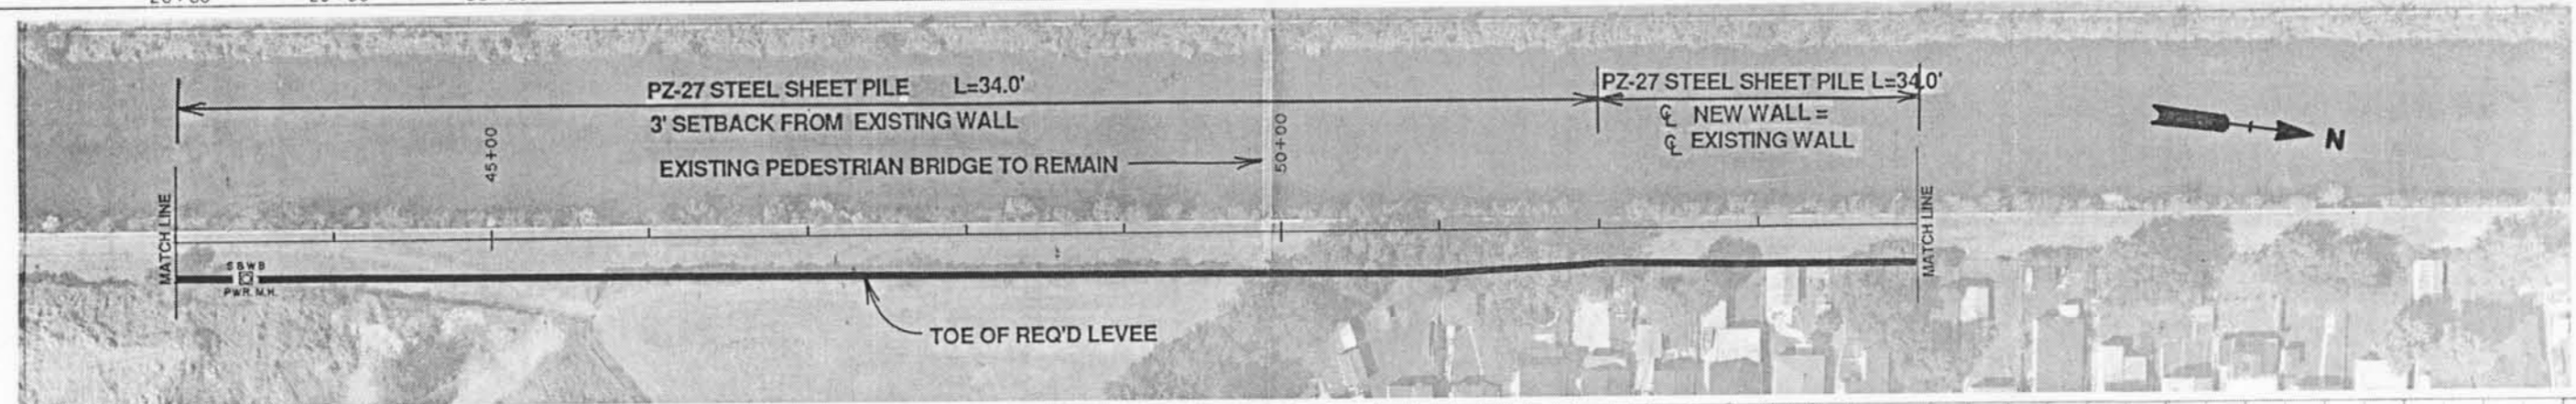 PZ-27 STEEL SHEET PILE L=34.0'
3' SETBACK FROM EXISTING WALL
EXISTING PEDESTRIAN BRIDGE TO REMAIN
45+00
50+00
PZ-27 STEEL SHEET PILE L=34.0'
℄ NEW WALL =
℄ EXISTING WALL
N
MATCH LINE
MATCH LINE
S&WB
PWR. M.H.
TOE OF REQ'D LEVEE